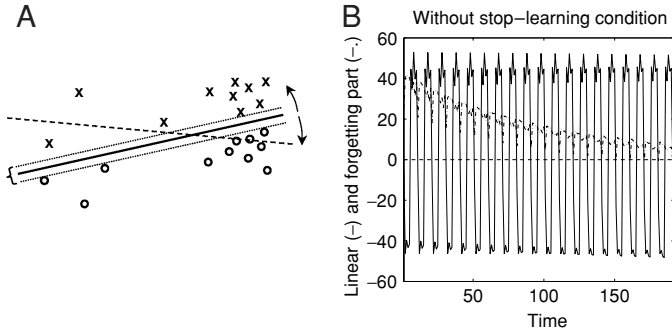 A
B
Without stop−learning condition
Linear (−) and forgetting part (−.)
60
40
20
0
−20
−40
−60
50
100
150
Time